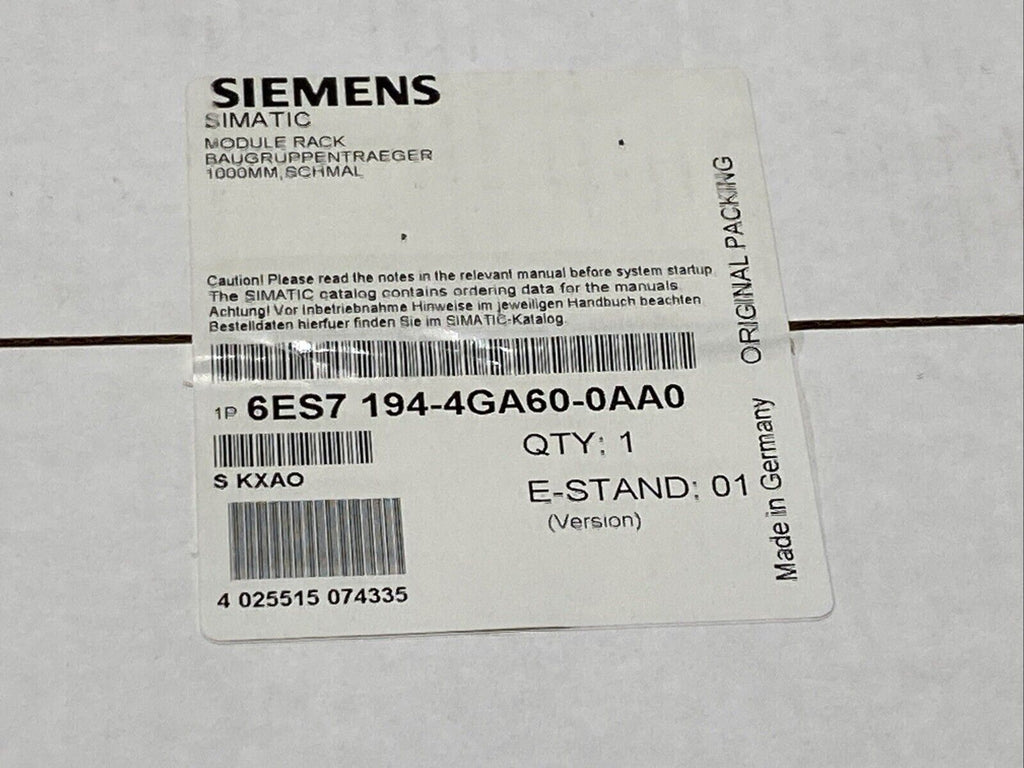 SIEMENS
SIMATIC
MODULE RACK
BAUGRUPPENTRAEGER
1000MM,SCHMAL
Caution! Please read the notes in the relevant manual before system startup.
The SIMATIC catalog contains ordering data for the manuals
Achtung! Vor Inbetriebnahme Hinweise im jeweiligen Handbuch beachten
Bestelldaten hierfuer finden Sie im SIMATIC-Katalog.
1P 6ES7 194-4GA60-0AA0
QTY: 1
S KXAO
E-STAND: 01
(Version)
4 025515 074335
Made in Germany
ORIGINAL PACKING